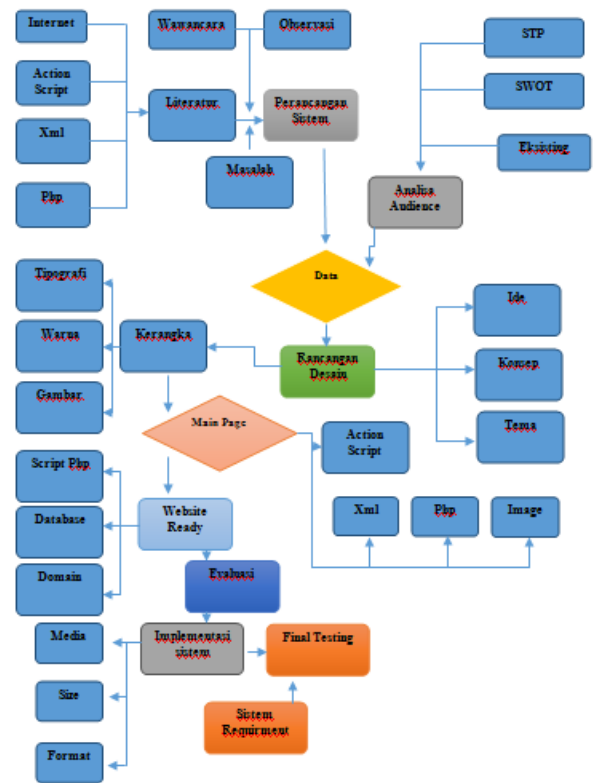 Internet
Wawancara
Observasi
STP
Action
Script
SWOT
Literatur
Perancangan
Sistem
Xml
Eksisting
Masalah
Php
Analisa
Audience
Tipografi
Data
Ide
Warna
Kerangka
Rancangan
Desain
Konsep
Gambar
Main Page
Tema
Action
Script
Script Php
Website
Ready
Xml
Php
Image
Database
Domain
Evaluasi
Media
Implementasi
sistem
Final Testing
Size
Sistem
Requirment
Format